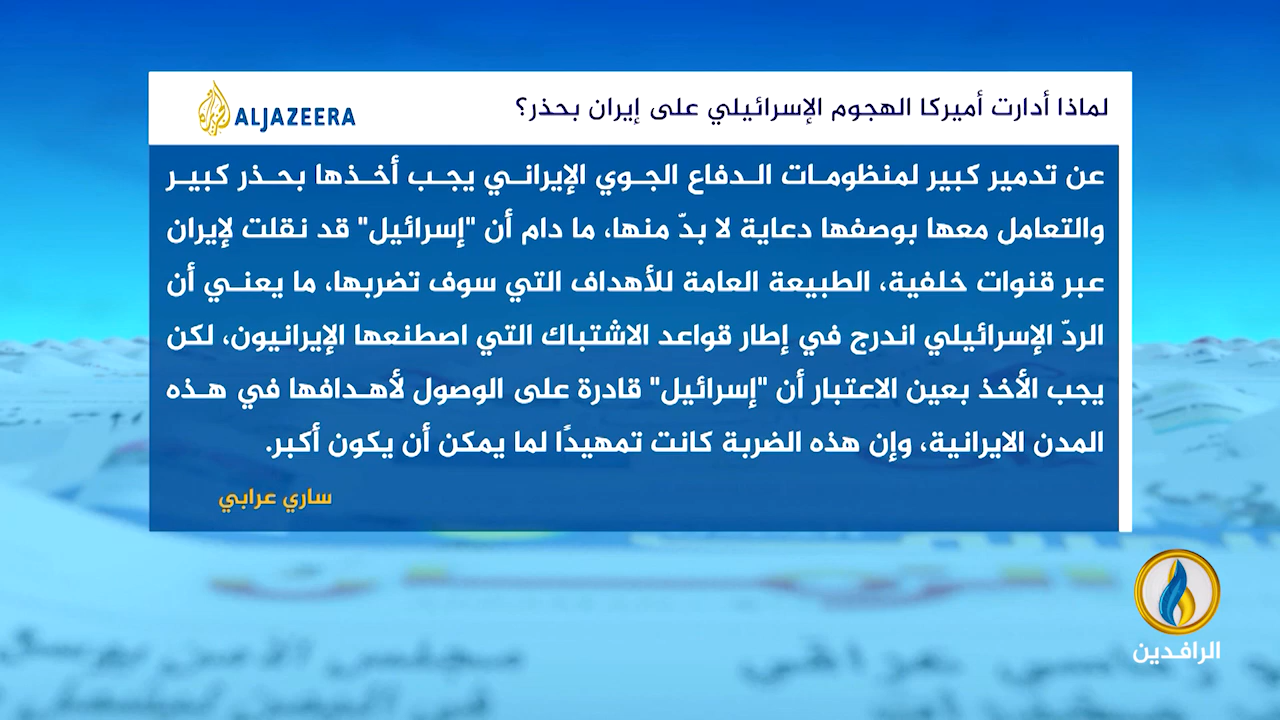 لماذا أدارت أميركا الهجوم الإسرائيلي على إيران بحذر؟
ALJAZEERA
عن تدمير كبير لمنظومات الدفاع الجوي الإيراني يجب أخذها بحذر كبير
والتعامل معها بوصفها دعاية لا بدّ منها، ما دام أن "إسرائيل" قد نقلت لإيران
عبر قنوات خلفية، الطبيعة العامة للأهداف التي سوف تضربها، ما يعني أن
الردّ الإسرائيلي اندرج في إطار قواعد الاشتباك التي اصطنعها الإيرانيون، لكن
يجب الأخذ بعين الاعتبار أن "إسرائيل" قادرة على الوصول لأهدافها في هذه
المدن الايرانية، وإن هذه الضربة كانت تمهيدًا لما يمكن أن يكون أكبر.
ساري عرابي
الرافدين
مجلس الأمن